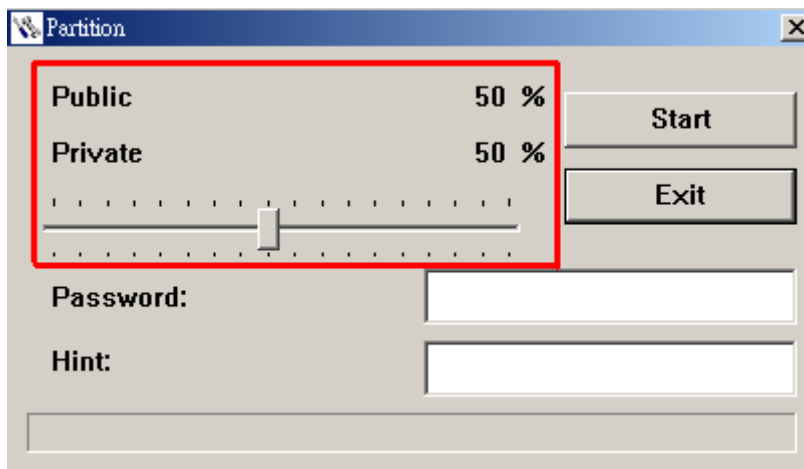 Partition
Public 50 %
Private 50 %
Start
Exit
Password:
Hint: